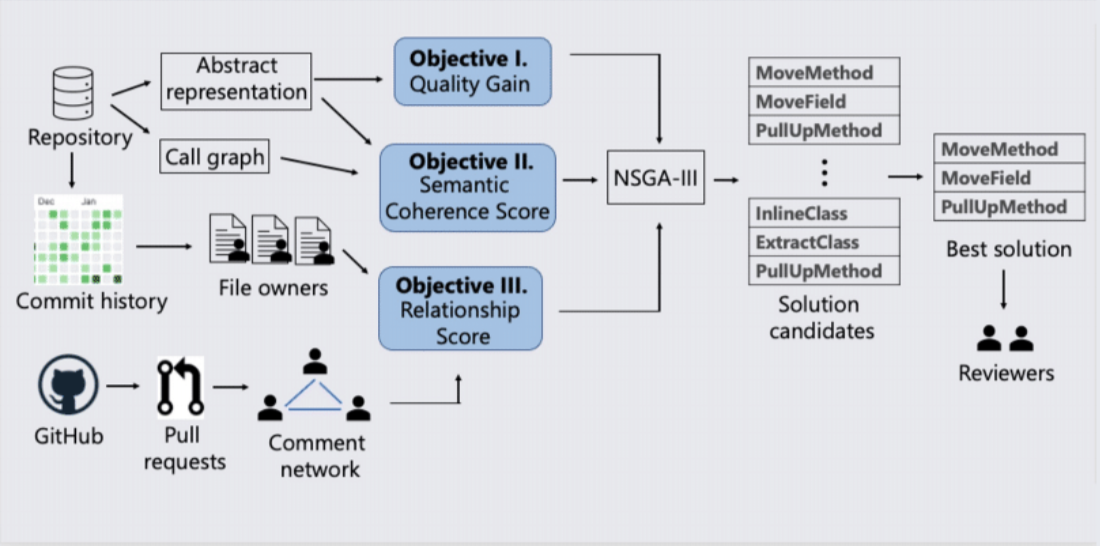 Repository
Abstract
representation
Call graph
Dec Jan
Commit history
File owners
GitHub
Pull
requests
Comment
network
Objective I.
Quality Gain
Objective II.
Semantic
Coherence Score
Objective III.
Relationship
Score
NSGA-III
MoveMethod
MoveField
PullUpMethod
InlineClass
ExtractClass
PullUpMethod
Solution
candidates
MoveMethod
MoveField
PullUpMethod
Best solution
Reviewers